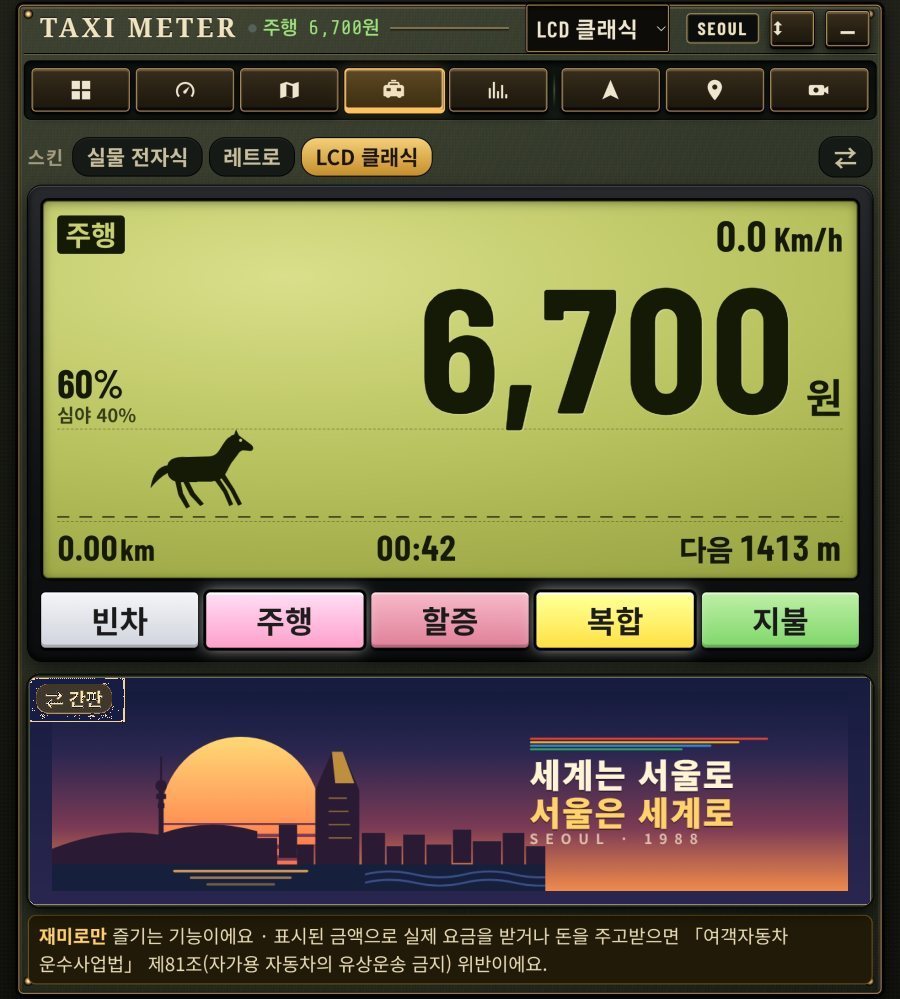 TAXI METER 주행 6,700원 LCD 클래식 SEOUL
스킨 실물 전자식 레트로 LCD 클래식
주행 0.0 Km/h
6,700 원
60%
심야 40%
0.00km 00:42 다음 1413 m
빈차 주행 할증 복합 지불
간판
세계는 서울로
서울은 세계로
SEOUL · 1988
재미로만 즐기는 기능이에요 · 표시된 금액으로 실제 요금을 받거나 돈을 주고받으면 「여객자동차
운수사업법」 제81조(자가용 자동차의 유상운송 금지) 위반이에요.